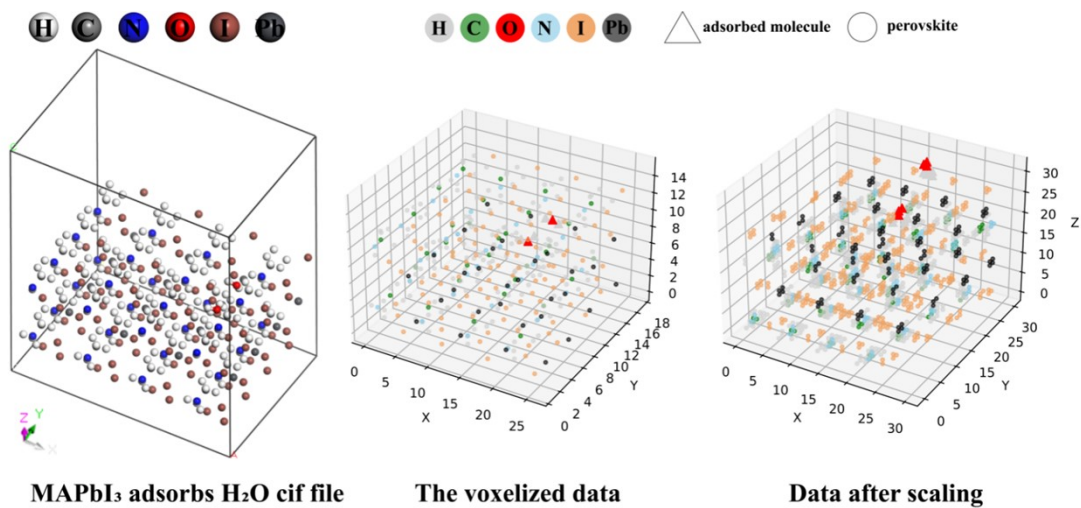 H C N O I Pb
H C O N I Pb adsorbed molecule perovskite
Z Y X
14
12
10
8
6
4
2
0
0 5 10 15 20 25
X
0 2 4 6 8 10 12 14 16 18
Y
30
25
20
15
10
5
0
Z
0 5 10 15 20 25 30
X
0 5 10 15 20 25 30
Y
MAPbI₃ adsorbs H₂O cif file
The voxelized data
Data after scaling